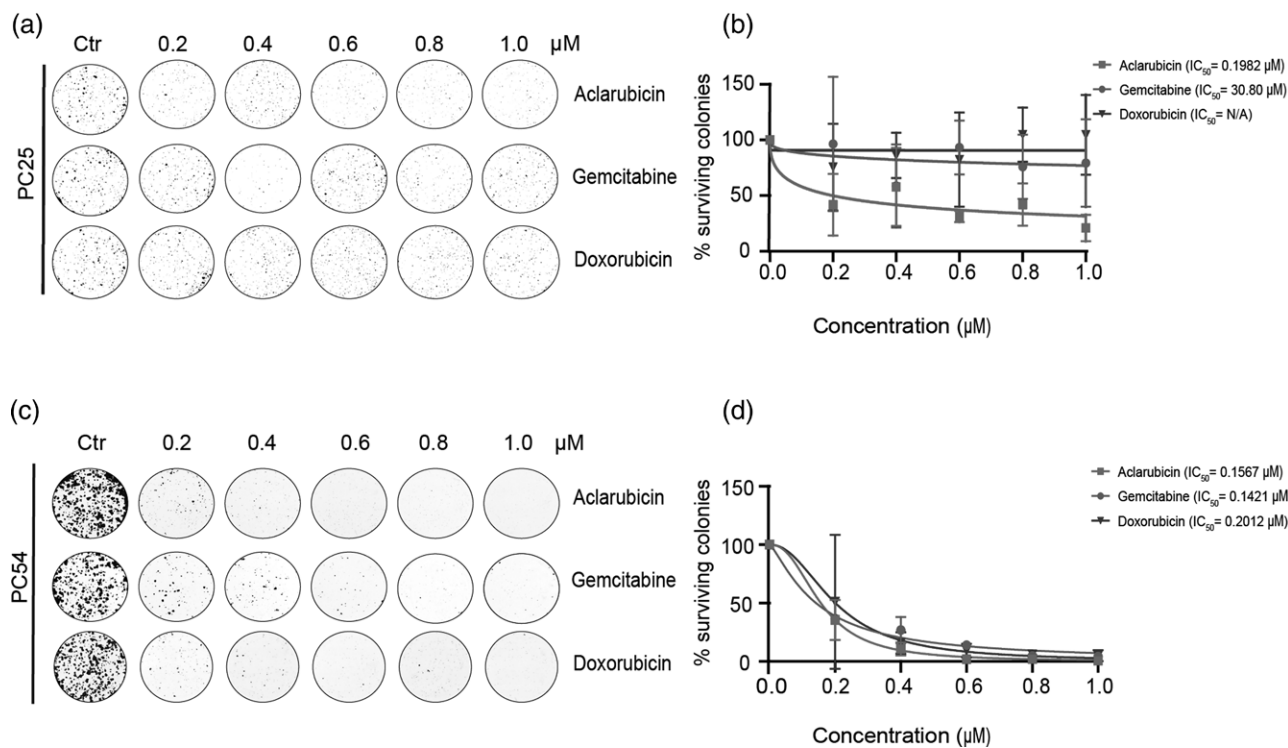 (a)
Ctr 0.2 0.4 0.6 0.8 1.0 μM
PC25
Aclarubicin
Gemcitabine
Doxorubicin
(b)
% surviving colonies
150
100
50
0
0.0 0.2 0.4 0.6 0.8 1.0
Concentration (μM)
Aclarubicin (IC50= 0.1982 μM)
Gemcitabine (IC50= 30.80 μM)
Doxorubicin (IC50= N/A)
(c)
Ctr 0.2 0.4 0.6 0.8 1.0 μM
PC54
Aclarubicin
Gemcitabine
Doxorubicin
(d)
% surviving colonies
150
100
50
0
0.0 0.2 0.4 0.6 0.8 1.0
Concentration (μM)
Aclarubicin (IC50= 0.1567 μM)
Gemcitabine (IC50= 0.1421 μM
Doxorubicin (IC50= 0.2012 μM)